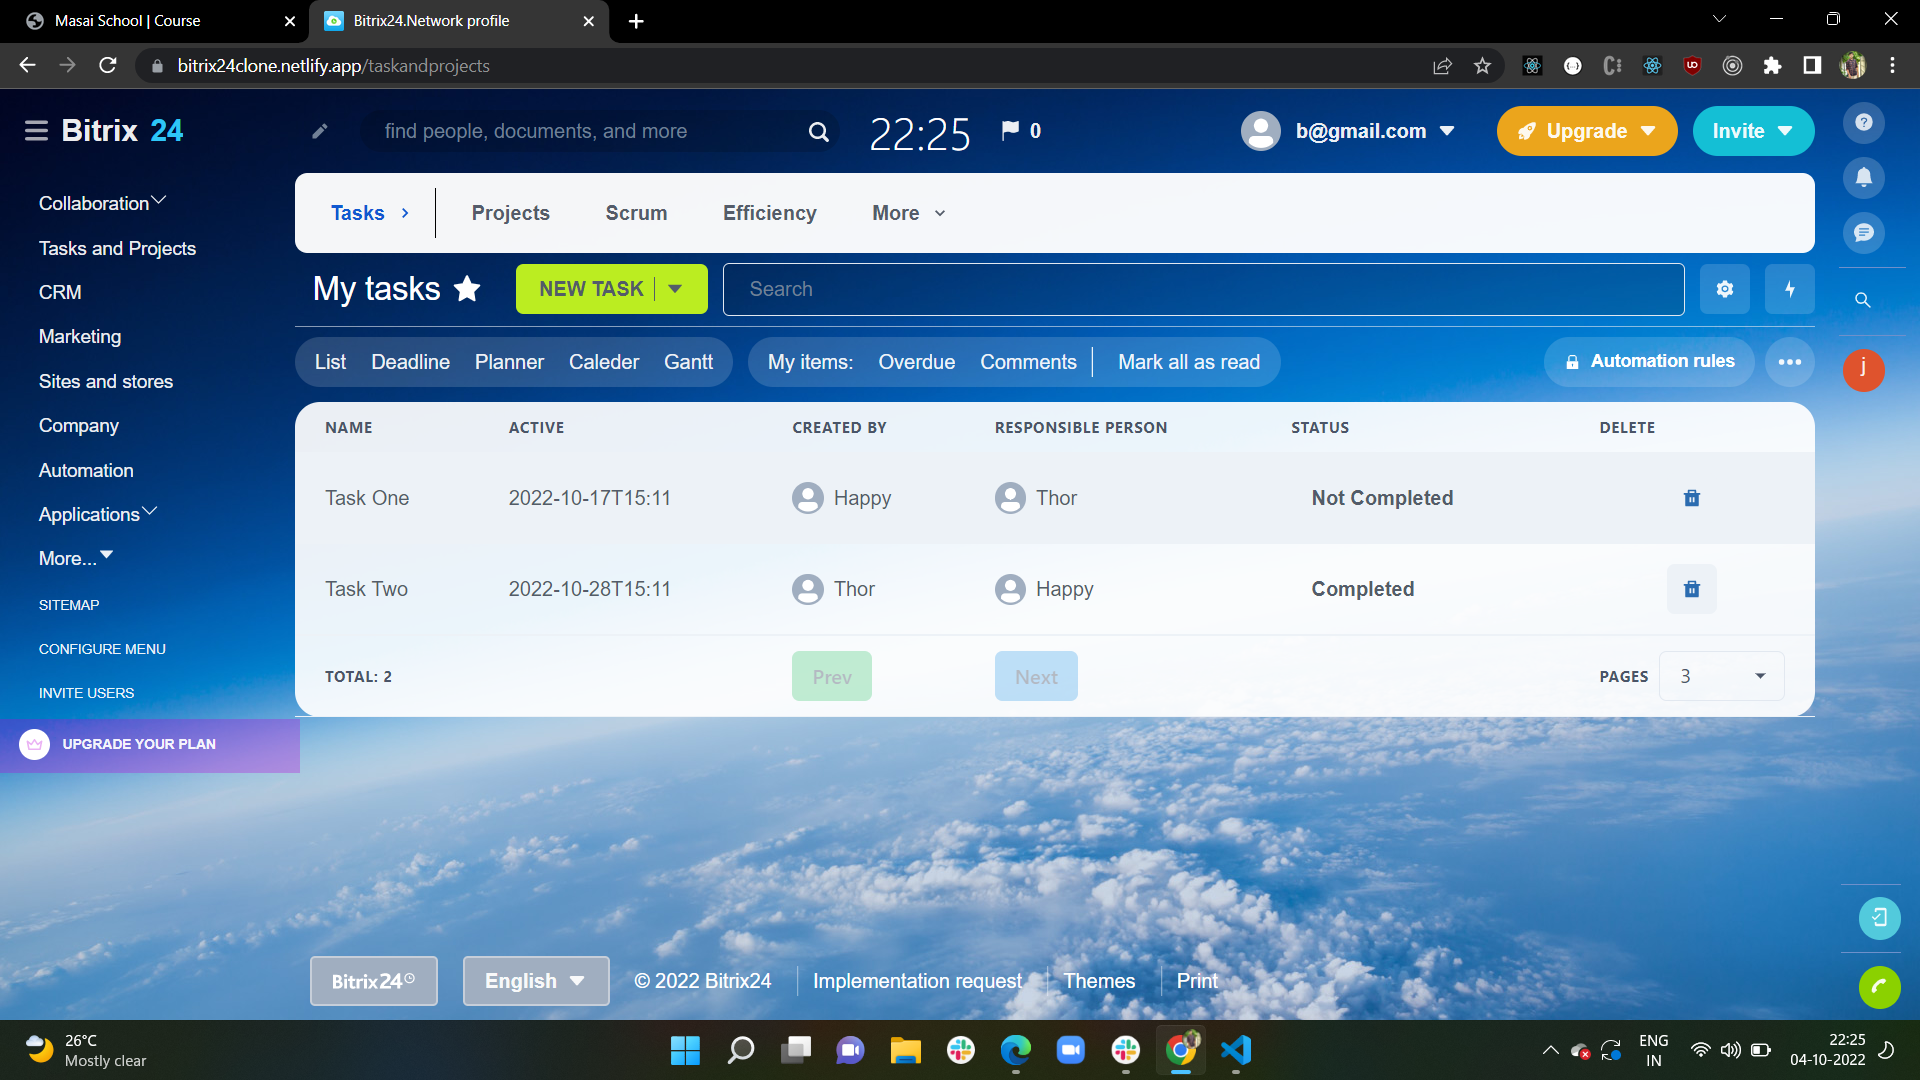 Masai School | Course
Bitrix24.Network profile
bitrix24clone.netlify.app/taskandprojects
Bitrix 24
find people, documents, and more
22:25
0
b@gmail.com
Upgrade
Invite
Collaboration
Tasks and Projects
CRM
Marketing
Sites and stores
Company
Automation
Applications
More...
SITEMAP
CONFIGURE MENU
INVITE USERS
UPGRADE YOUR PLAN
Tasks
Projects
Scrum
Efficiency
More
My tasks
NEW TASK
Search
List
Deadline
Planner
Caleder
Gantt
My items:
Overdue
Comments
Mark all as read
Automation rules
j
NAME ACTIVE CREATED BY RESPONSIBLE PERSON STATUS DELETE
Task One 2022-10-17T15:11 Happy Thor Not Completed
Task Two 2022-10-28T15:11 Thor Happy Completed
TOTAL: 2 Prev Next PAGES 3
Bitrix24
English
© 2022 Bitrix24
Implementation request
Themes
Print
26°C
Mostly clear
ENG
IN
22:25
04-10-2022